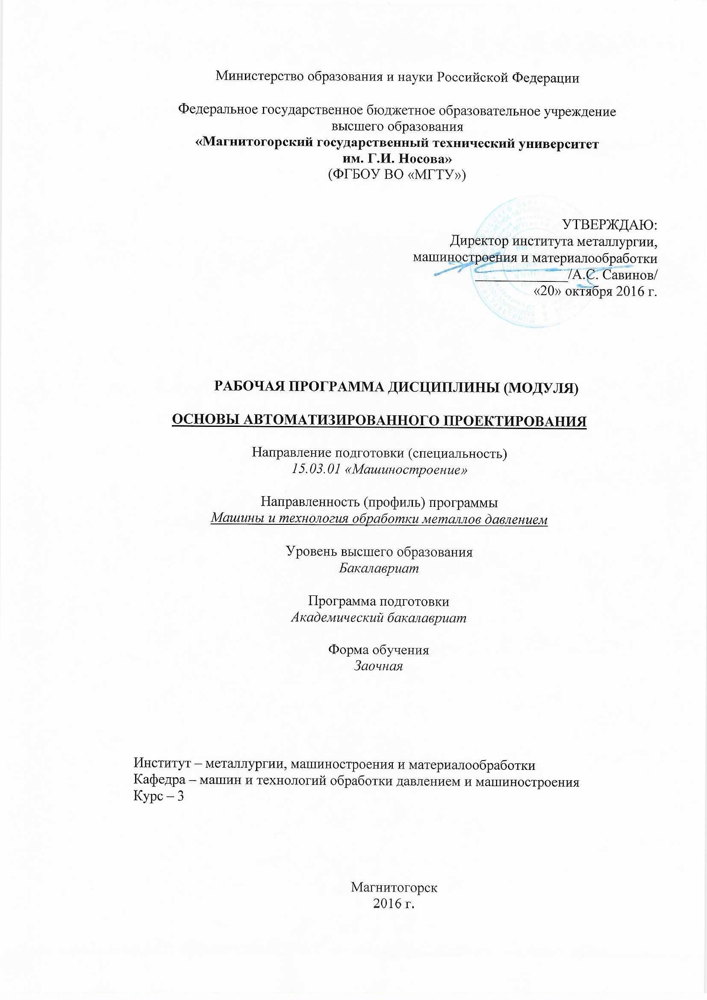 Министерство образования и науки Российской Федерации
Федеральное государственное бюджетное образовательное учреждение
высшего образования
«Магнитогорский государственный технический университет
им. Г.И. Носова»
(ФГБОУ ВО «МГТУ»)
УТВЕРЖДАЮ:
Директор института металлургии,
машиностроения и материалообработки
_____________/А.С. Савинов/
«20» октября 2016 г.
РАБОЧАЯ ПРОГРАММА ДИСЦИПЛИНЫ (МОДУЛЯ)
ОСНОВЫ АВТОМАТИЗИРОВАННОГО ПРОЕКТИРОВАНИЯ
Направление подготовки (специальность)
15.03.01 «Машиностроение»
Направленность (профиль) программы
Машины и технология обработки металлов давлением
Уровень высшего образования
Бакалавриат
Программа подготовки
Академический бакалавриат
Форма обучения
Заочная
Институт – металлургии, машиностроения и материалообработки
Кафедра – машин и технологий обработки давлением и машиностроения
Курс – 3
Магнитогорск
2016 г.